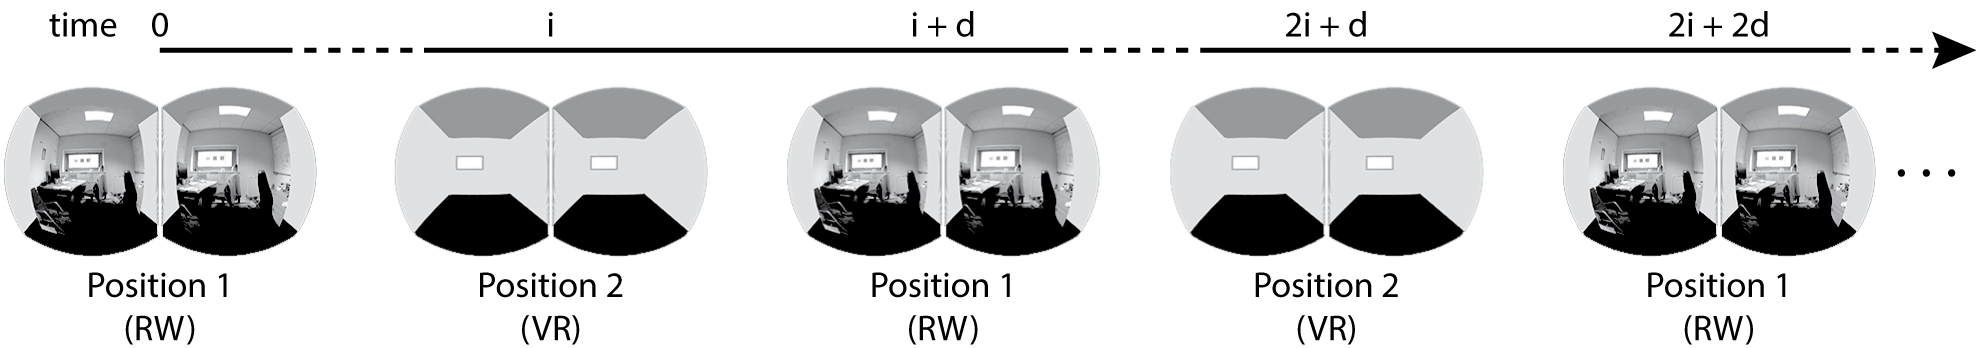 time 0 i i + d 2i + d 2i + 2d
. . .
Position 1 Position 2 Position 1 Position 2 Position 1
(RW) (VR) (RW) (VR) (RW)